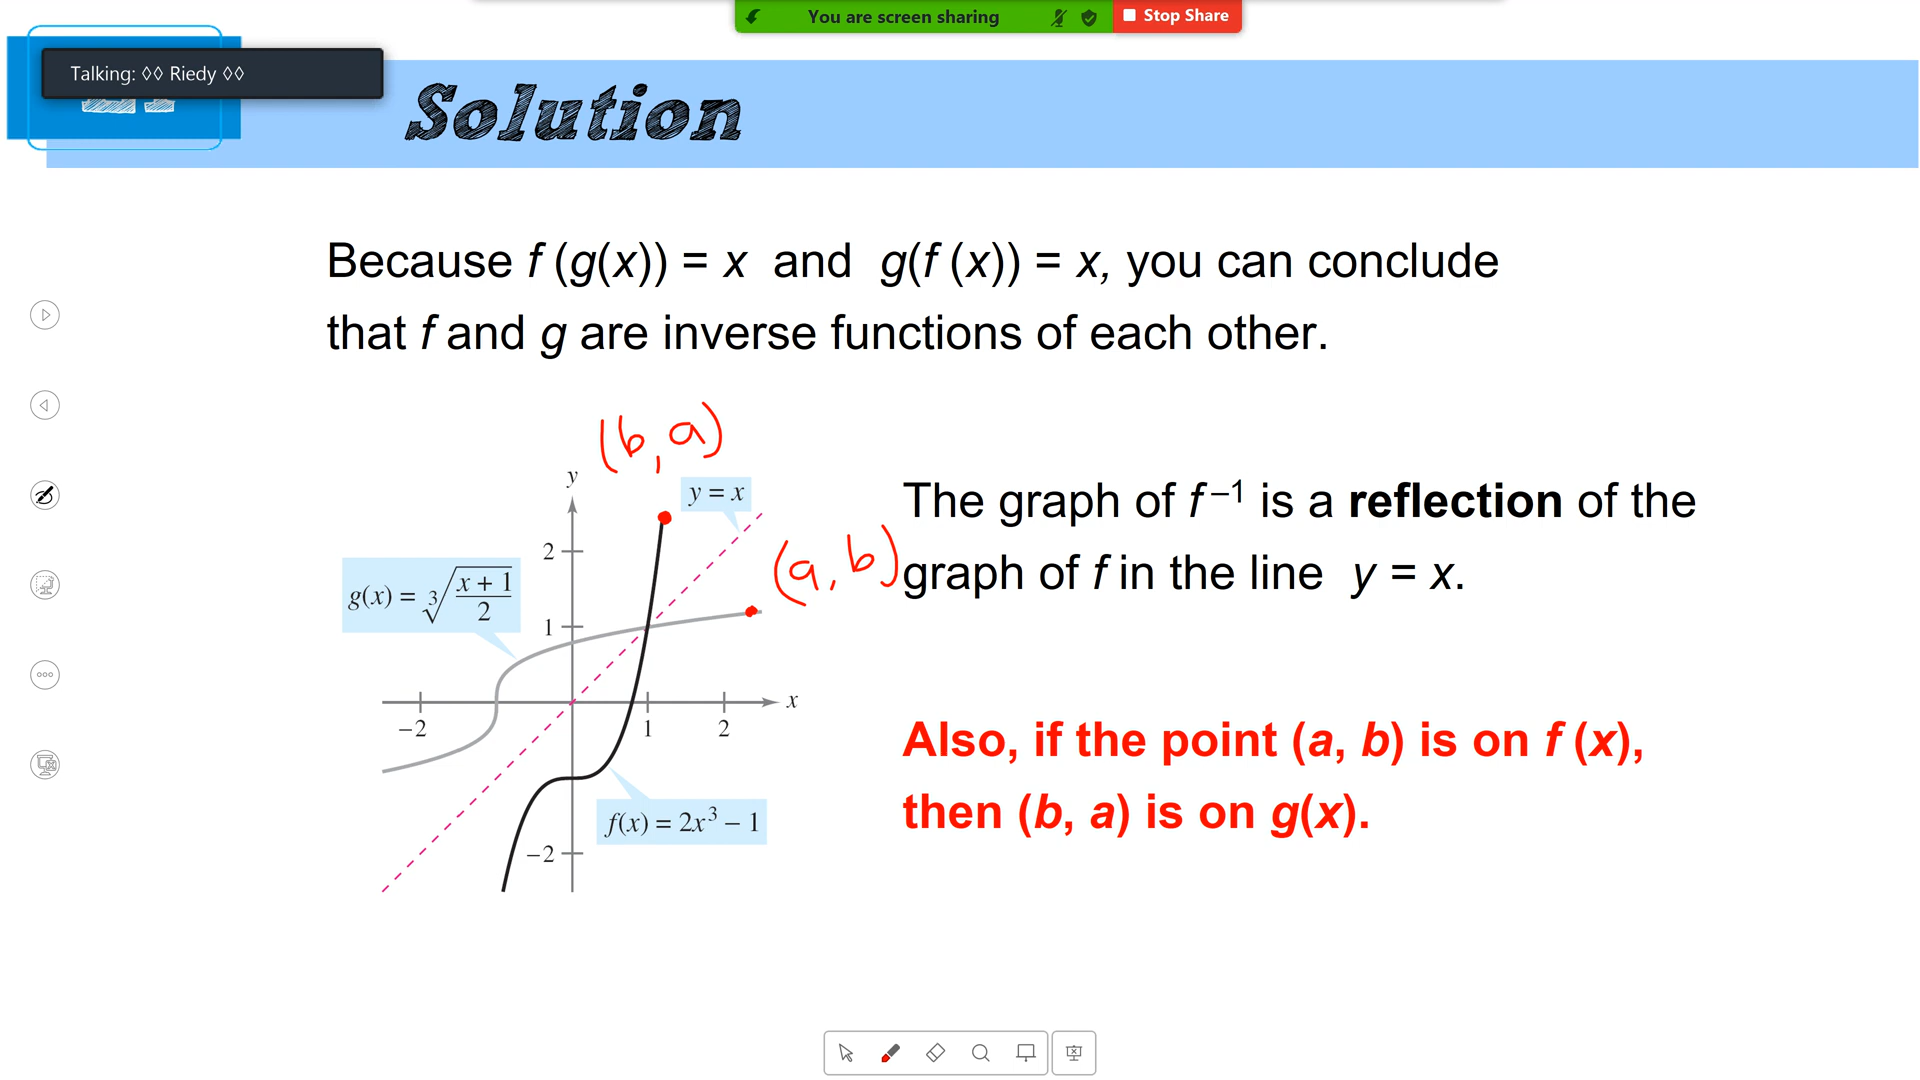 You are screen sharing
Stop Share
Talking: ◊◊ Riedy ◊◊
Solution
Because f (g(x)) = x and g(f (x)) = x, you can conclude
that f and g are inverse functions of each other.
(b, a)
y
y = x
2
(a, b)
g(x) = ∛((x + 1)/2)
1
x
−2
1
2
f(x) = 2x³ − 1
−2
The graph of f⁻¹ is a reflection of the
graph of f in the line y = x.
Also, if the point (a, b) is on f (x),
then (b, a) is on g(x).